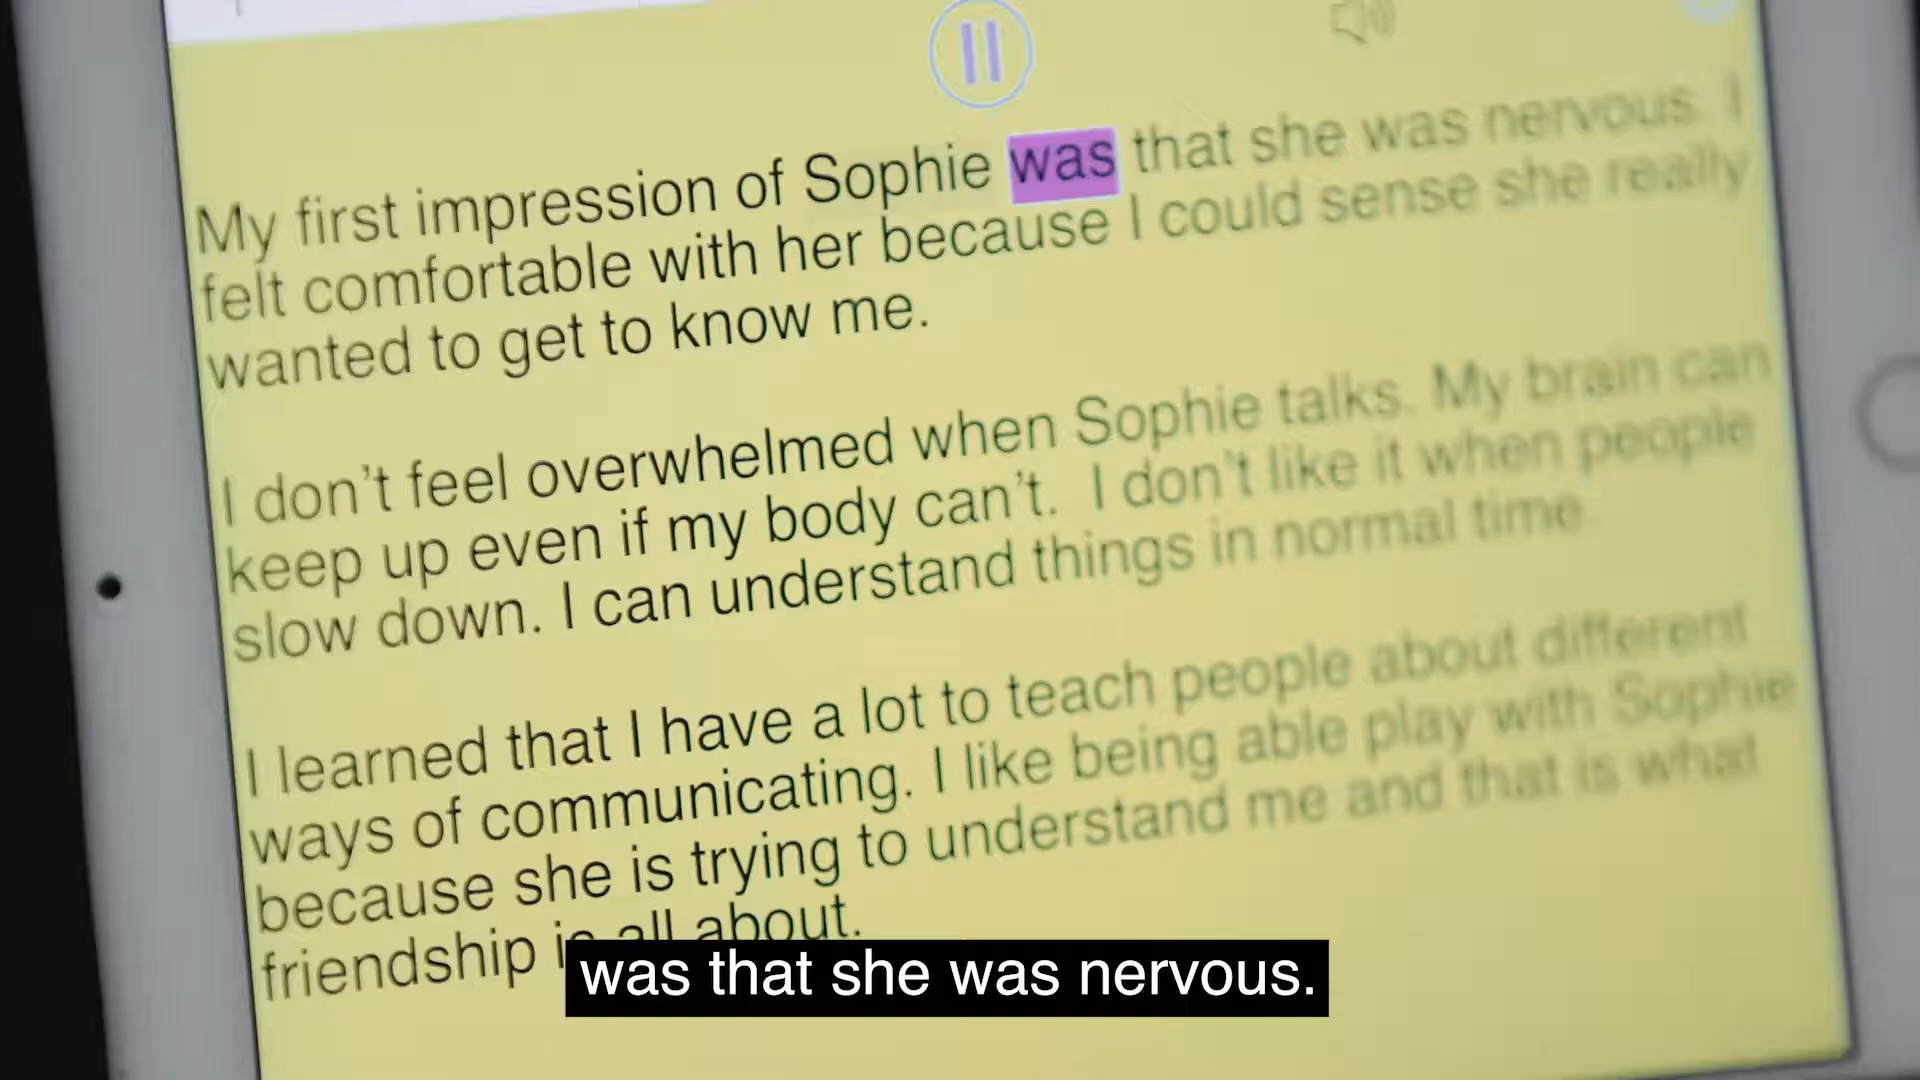 My first impression of Sophie was that she was nervous. I
felt comfortable with her because I could sense she really
wanted to get to know me.
I don't feel overwhelmed when Sophie talks. My brain can
keep up even if my body can't. I don't like it when people
slow down. I can understand things in normal time.
I learned that I have a lot to teach people about different
ways of communicating. I like being able play with Sophie
because she is trying to understand me and that is what
friendship is all about.
was that she was nervous.